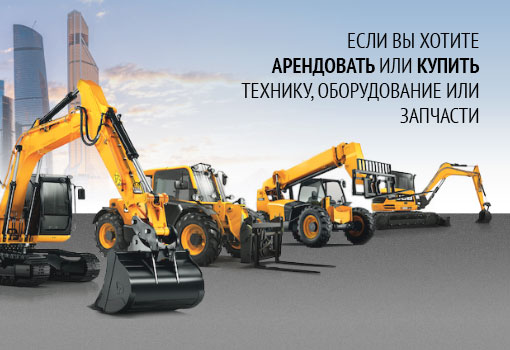 ЕСЛИ ВЫ ХОТИТЕ
АРЕНДОВАТЬ ИЛИ КУПИТЬ
ТЕХНИКУ, ОБОРУДОВАНИЕ ИЛИ
ЗАПЧАСТИ